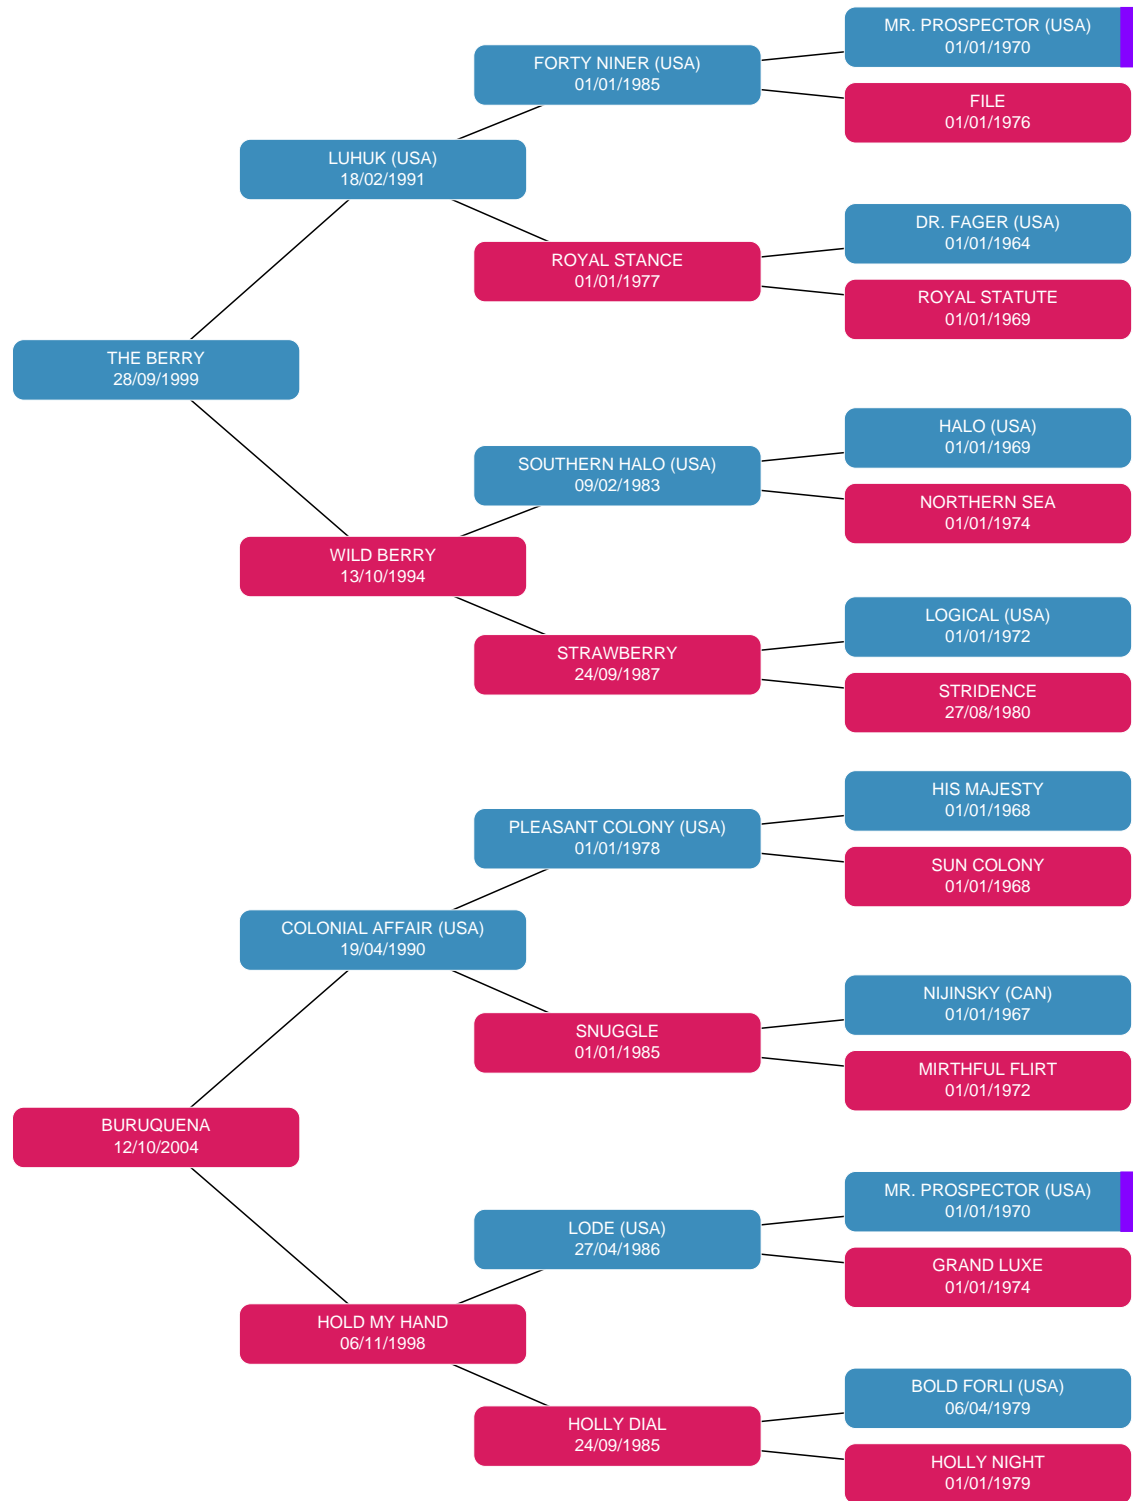 MR. PROSPECTOR (USA)
01/01/1970
FORTY NINER (USA)
01/01/1985
FILE
01/01/1976
LUHUK (USA)
18/02/1991
DR. FAGER (USA)
01/01/1964
ROYAL STANCE
01/01/1977
ROYAL STATUTE
01/01/1969
THE BERRY
28/09/1999
HALO (USA)
01/01/1969
SOUTHERN HALO (USA)
09/02/1983
NORTHERN SEA
01/01/1974
WILD BERRY
13/10/1994
LOGICAL (USA)
01/01/1972
STRAWBERRY
24/09/1987
STRIDENCE
27/08/1980
HIS MAJESTY
01/01/1968
PLEASANT COLONY (USA)
01/01/1978
SUN COLONY
01/01/1968
COLONIAL AFFAIR (USA)
19/04/1990
NIJINSKY (CAN)
01/01/1967
SNUGGLE
01/01/1985
MIRTHFUL FLIRT
01/01/1972
BURUQUENA
12/10/2004
MR. PROSPECTOR (USA)
01/01/1970
LODE (USA)
27/04/1986
GRAND LUXE
01/01/1974
HOLD MY HAND
06/11/1998
BOLD FORLI (USA)
06/04/1979
HOLLY DIAL
24/09/1985
HOLLY NIGHT
01/01/1979